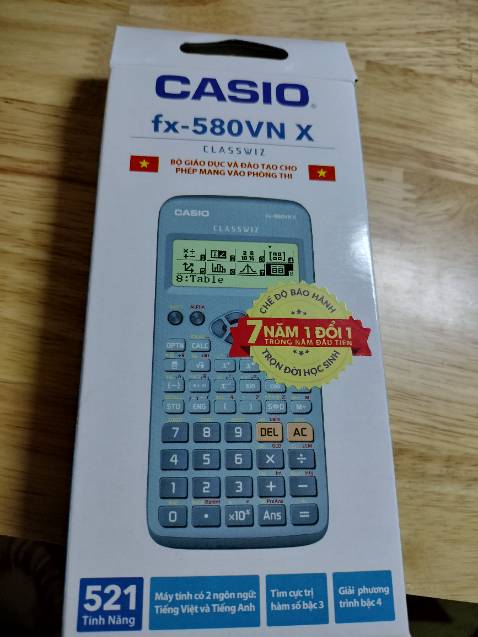 CASIO
fx-580VN X
CLASSWIZ
BỘ GIÁO DỤC VÀ ĐÀO TẠO CHO
PHÉP MANG VÀO PHÒNG THI
CASIO
fx-580VN X
CLASSWIZ
8:Table
CHẾ ĐỘ BẢO HÀNH
7 NĂM 1 ĐỔI 1
TRONG NĂM ĐẦU TIÊN
TRỌN ĐỜI HỌC SINH
SHIFT ALPHA
OPTN CALC
STO ENG ( ) S⇔D M+
7 8 9 DEL AC
4 5 6 × ÷
1 2 3 + −
0 • ×10ˣ Ans =
521
Tính Năng
Máy tính có 2 ngôn ngữ:
Tiếng Việt và Tiếng Anh
Tìm cực trị
hàm số bậc 3
Giải phương
trình bậc 4